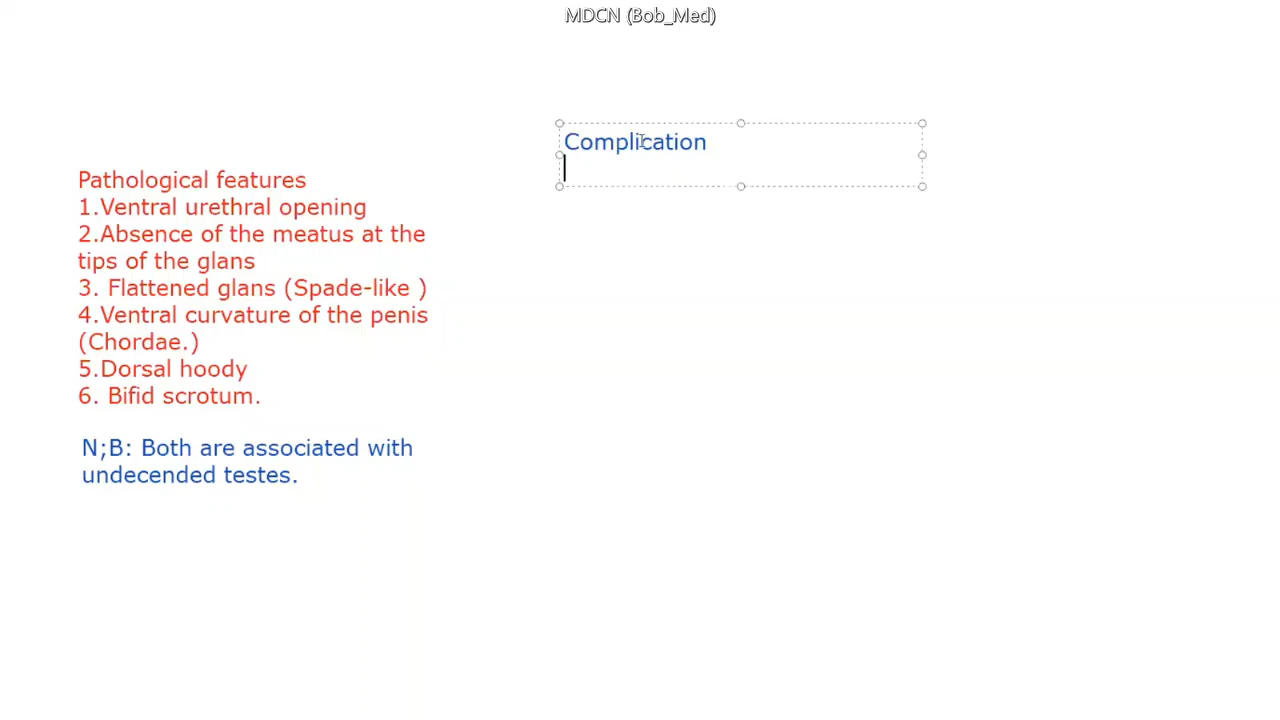 MDCN (Bob_Med)
Complication
Pathological features
1.Ventral urethral opening
2.Absence of the meatus at the
tips of the glans
3. Flattened glans (Spade-like )
4.Ventral curvature of the penis
(Chordae.)
5.Dorsal hoody
6. Bifid scrotum.
N;B: Both are associated with
undecended testes.